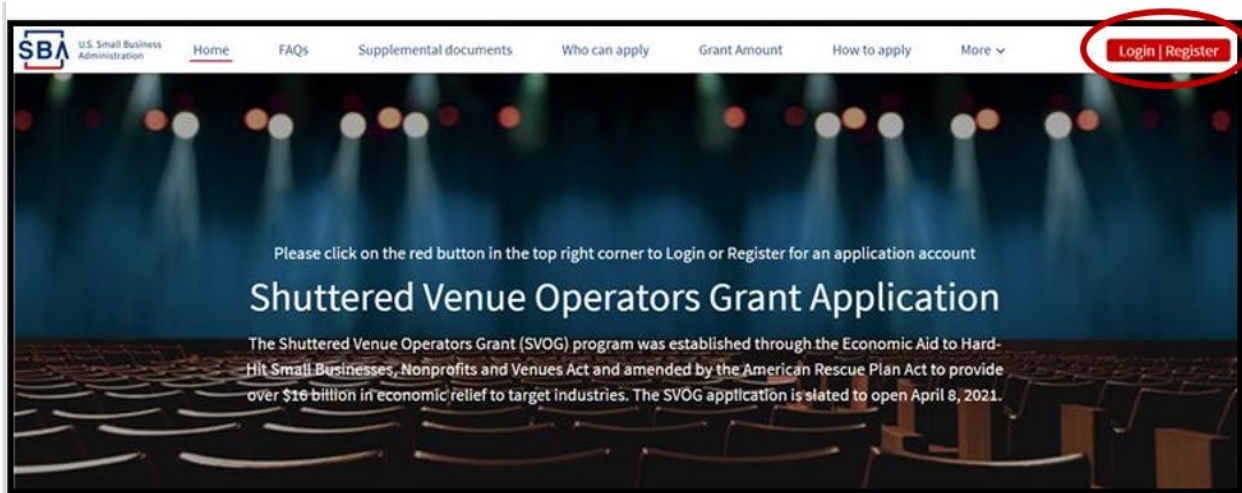 SBA U.S. Small Business Administration Home FAQs Supplemental documents Who can apply Grant Amount How to apply More Login | Register
Please click on the red button in the top right corner to Login or Register for an application account
Shuttered Venue Operators Grant Application
The Shuttered Venue Operators Grant (SVOG) program was established through the Economic Aid to Hard-
Hit Small Businesses, Nonprofits and Venues Act and amended by the American Rescue Plan Act to provide
over $16 billion in economic relief to target industries. The SVOG application is slated to open April 8, 2021.